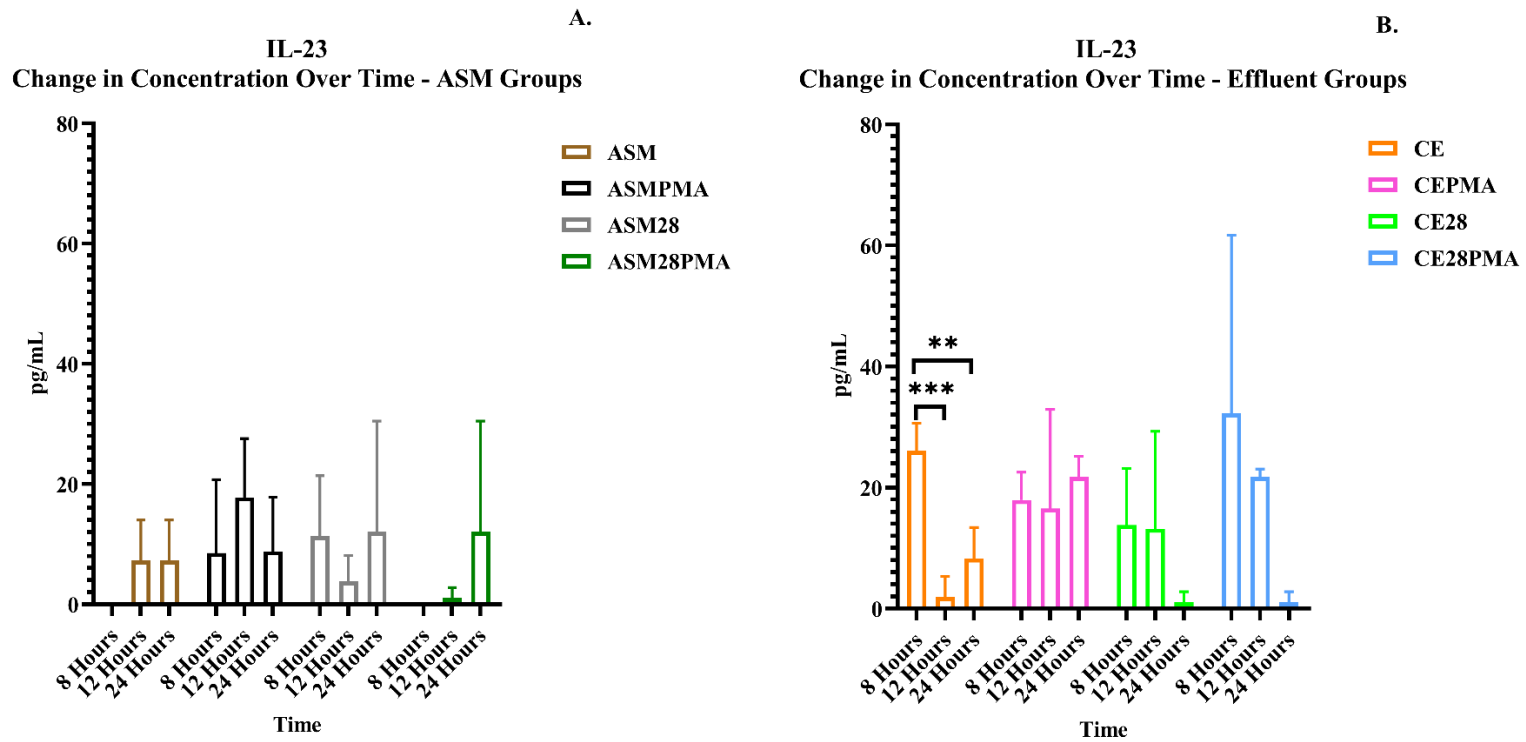 A.
IL-23
Change in Concentration Over Time - ASM Groups
80
60
40
20
0
pg/mL
ASM
ASMPMA
ASM28
ASM28PMA
8 Hours
12 Hours
24 Hours
8 Hours
12 Hours
24 Hours
8 Hours
12 Hours
24 Hours
8 Hours
12 Hours
24 Hours
Time
B.
IL-23
Change in Concentration Over Time - Effluent Groups
80
60
40
20
0
pg/mL
**
***
CE
CEPMA
CE28
CE28PMA
8 Hours
12 Hours
24 Hours
8 Hours
12 Hours
24 Hours
8 Hours
12 Hours
24 Hours
8 Hours
12 Hours
24 Hours
Time